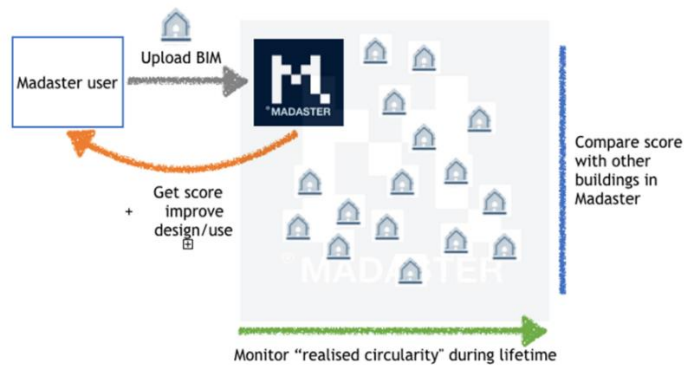 Upload BIM
Madaster user
MADASTER
Compare score
with other
buildings in
Madaster
Get score
+ improve
design/use
MADASTER
Monitor “realised circularity" during lifetime